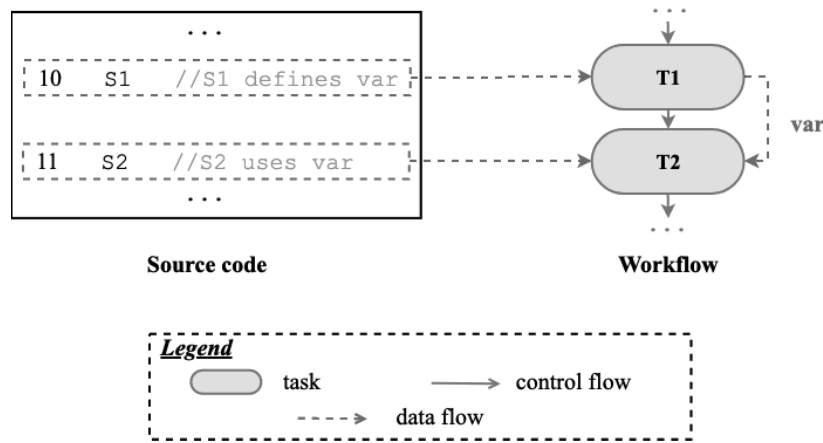 ...
10 S1 //S1 defines var
11 S2 //S2 uses var
...
Source code
...
T1
var
T2
...
Workflow
Legend
task
control flow
data flow